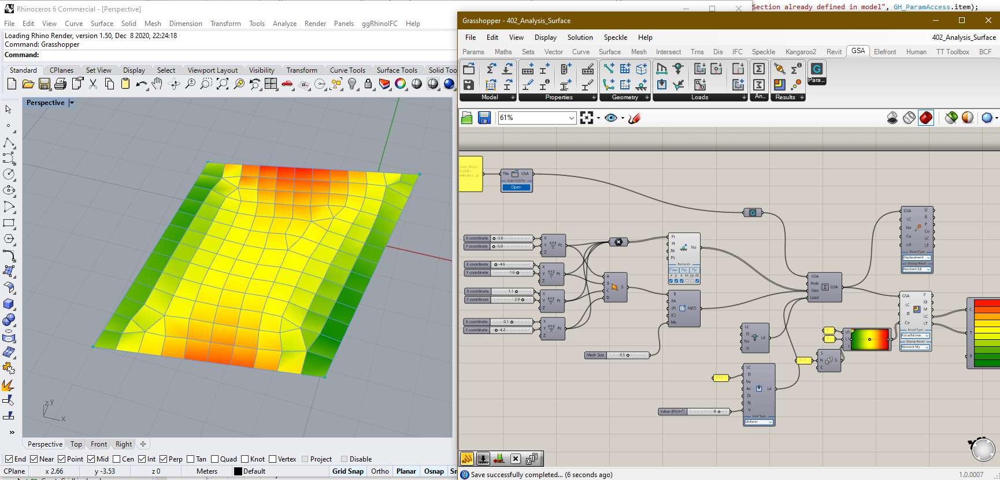 Rhinoceros 6 Commercial - [Perspective]
File Edit View Curve Surface Solid Mesh Dimension Transform Tools Analyze Render Panels ggRhinoIFC Help
Loading Rhino Render, version 1.50, Dec 8 2020, 22:24:18
Command: Grasshopper
Command:
Standard CPlanes Set View Display Select Viewport Layout Visibility Transform Curve Tools Surface Tools Solid Too
Perspective
z y
x
Perspective Top Front Right
End Near Point Mid Cen Int Perp Tan Quad Knot Vertex Project Disable
CPlane x 2.66 y -3.53 z 0 Meters Default Grid Snap Ortho Planar Osnap
Section already defined in model", GH_ParamAccess.item);
Grasshopper - 402_Analysis_Surface
File Edit View Display Solution Speckle Help 402_Analysis_Surface
Params Maths Sets Vector Curve Surface Mesh Intersect Trns Dis IFC Speckle Kangaroo2 Revit GSA Elefront Human TT Toolbox BCF
G
Model Properties Geometry Loads An... Results Para...
61%
jan.Niel
File GSA
Open GSA file
Open
G
X coordinate -5.0
Y coordinate -5.0
X Y Z Pt
X coordinate -4.6
Y coordinate 1.6
X Y Z Pt
X coordinate 1.1
Y coordinate 2.9
X Y Z Pt
X coordinate 0.1
Y coordinate -4.2
X Y Z Pt
A B C D S
Pt Pl B6 PS No
Restraints
Free Pin Fix
x y z xx yy zz
B PA (P) (C) Ms M2D
Mesh Size 0.5
GSA Prob Geo Load GSA
LC El Na G Ld
all
LC El Na Ax Di Pj V Ld
Load Type
Uniform
Value (kN/m²) 8
0.1
S N C S
L0 L1 t
GSA LC No Co ×X Ū R̄ P Co LC LT
Result Type
Displacement
Display Result
Resolved |U|
GSA LC El Co F̄ M̄ M LC LT
Result Type
Force/Mome...
Display Result
Moment My
C T R
Save successfully completed... (6 seconds ago)
1.0.0007